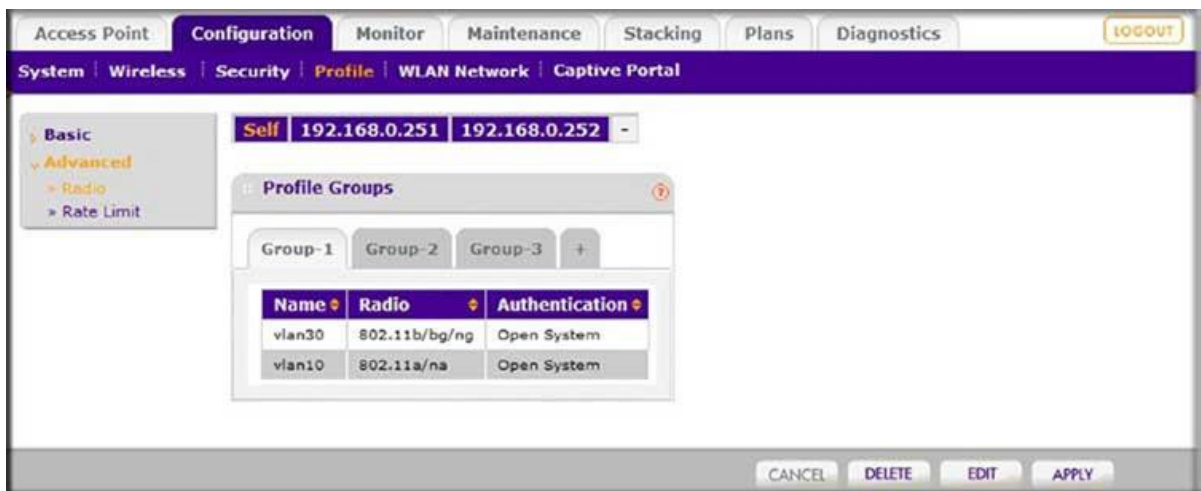 Access Point Configuration Monitor Maintenance Stacking Plans Diagnostics LOGOUT
System Wireless Security Profile WLAN Network Captive Portal
Basic
Advanced
» Radio
» Rate Limit
Self 192.168.0.251 192.168.0.252 -
Profile Groups ?
Group-1 Group-2 Group-3 +
Name Radio Authentication
vlan30 802.11b/bg/ng Open System
vlan10 802.11a/na Open System
CANCEL DELETE EDIT APPLY